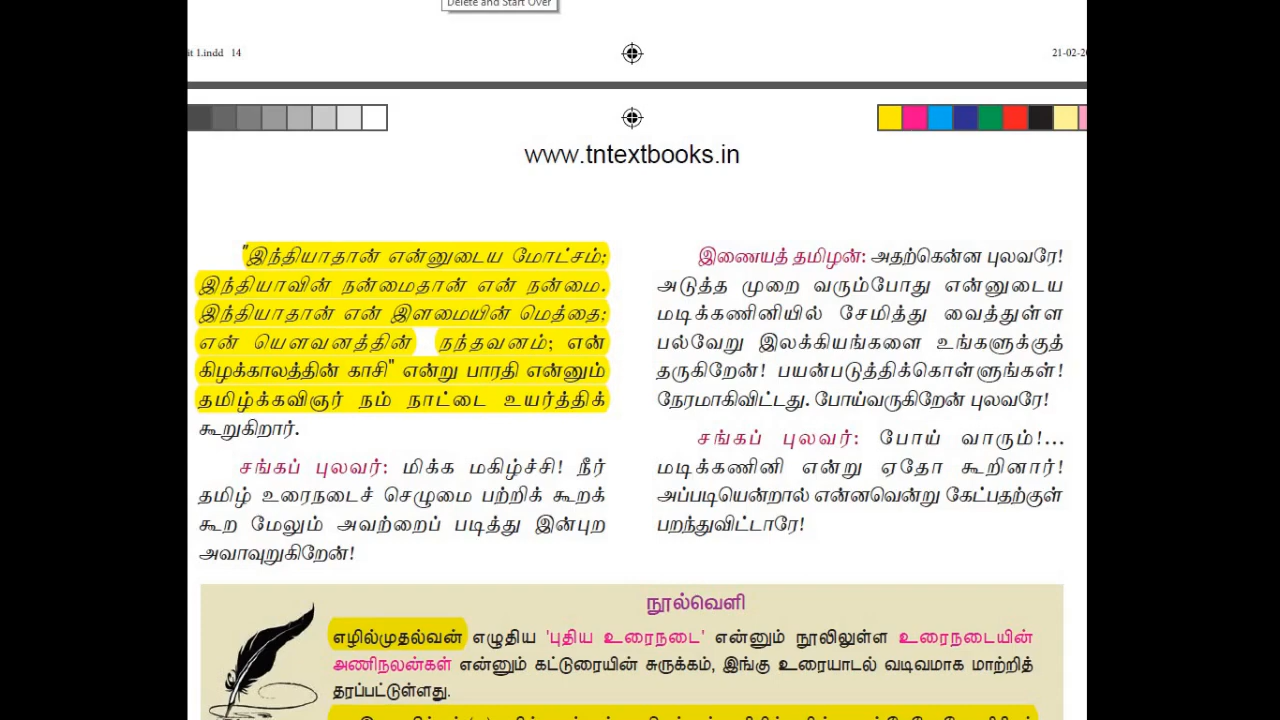 Delete and Start Over
it 1.indd 14
21-02-20
www.tntextbooks.in
"இந்தியாதான் என்னுடைய மோட்சம்;
இந்தியாவின் நன்மைதான் என் நன்மை.
இந்தியாதான் என் இளமையின் மெத்தை;
என் யௌவனத்தின் நந்தவனம்; என்
கிழக்காலத்தின் காசி" என்று பாரதி என்னும்
தமிழ்க்கவிஞர் நம் நாட்டை உயர்த்திக்
கூறுகிறார்.
சங்கப் புலவர்: மிக்க மகிழ்ச்சி! நீர்
தமிழ் உரைநடைச் செழுமை பற்றிக் கூறக்
கூற மேலும் அவற்றைப் படித்து இன்புற
அவாவுறுகிறேன்!
இணையத் தமிழன்: அதற்கென்ன புலவரே!
அடுத்த முறை வரும்போது என்னுடைய
மடிக்கணினியில் சேமித்து வைத்துள்ள
பல்வேறு இலக்கியங்களை உங்களுக்குத்
தருகிறேன்! பயன்படுத்திக்கொள்ளுங்கள்!
நேரமாகிவிட்டது. போய்வருகிறேன் புலவரே!
சங்கப் புலவர்: போய் வாரும்!...
மடிக்கணினி என்று ஏதோ கூறினார்!
அப்படியென்றால் என்னவென்று கேட்பதற்குள்
பறந்துவிட்டாரே!
நூல்வெளி
எழில்முதல்வன் எழுதிய 'புதிய உரைநடை' என்னும் நூலிலுள்ள உரைநடையின்
அணிநலன்கள் என்னும் கட்டுரையின் சுருக்கம், இங்கு உரையாடல் வடிவமாக மாற்றித்
தரப்பட்டுள்ளது.